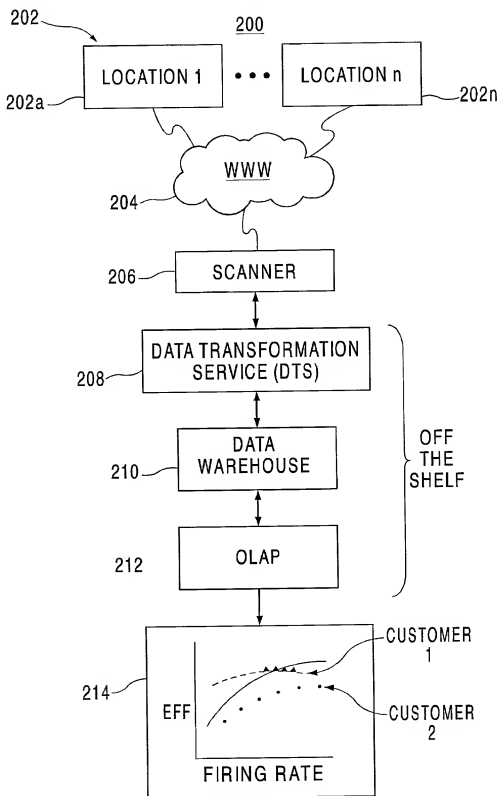 202
200
LOCATION 1
LOCATION n
202a
202n
WWW
204
SCANNER
206
DATA TRANSFORMATION
SERVICE (DTS)
208
OFF
THE
SHELF
DATA
WAREHOUSE
210
OLAP
212
214
EFF
FIRING RATE
CUSTOMER
1
CUSTOMER
2